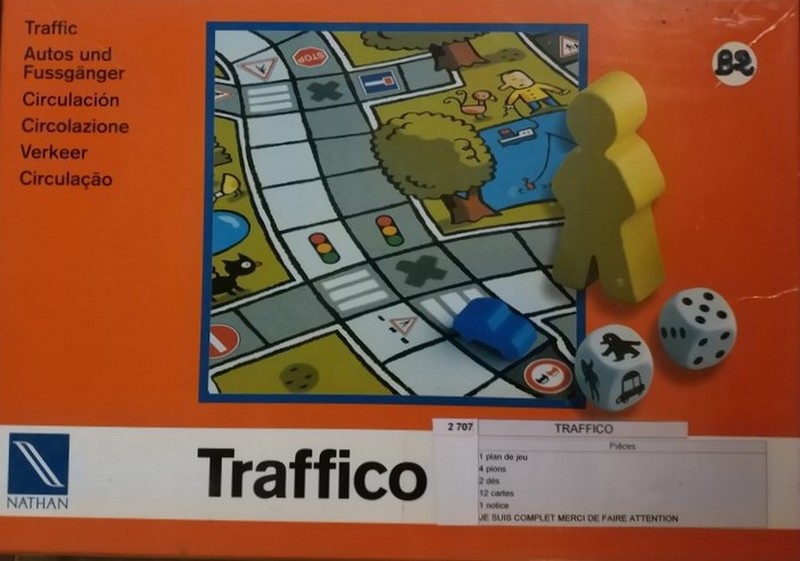 Traffic
Autos und
Fussgänger
Circulación
Circolazione
Verkeer
Circulação
B2
STOP
NATHAN
Traffico
2 707
TRAFFICO
Pièces
1 plan de jeu
4 pions
2 dés
12 cartes
1 notice
JE SUIS COMPLET MERCI DE FAIRE ATTENTION